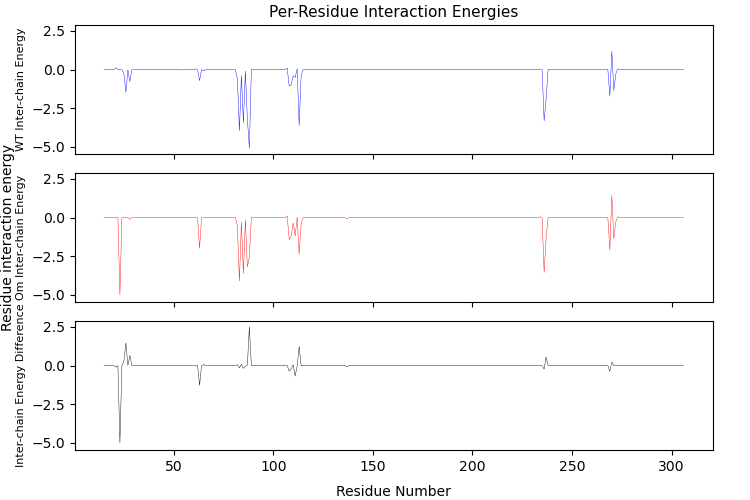 Per-Residue Interaction Energies
Residue interaction energy
WT Inter-chain Energy
2.5
0.0
−2.5
−5.0
Om Inter-chain Energy
2.5
0.0
−2.5
−5.0
Inter-chain Energy Difference
2.5
0.0
−2.5
−5.0
50 100 150 200 250 300
Residue Number